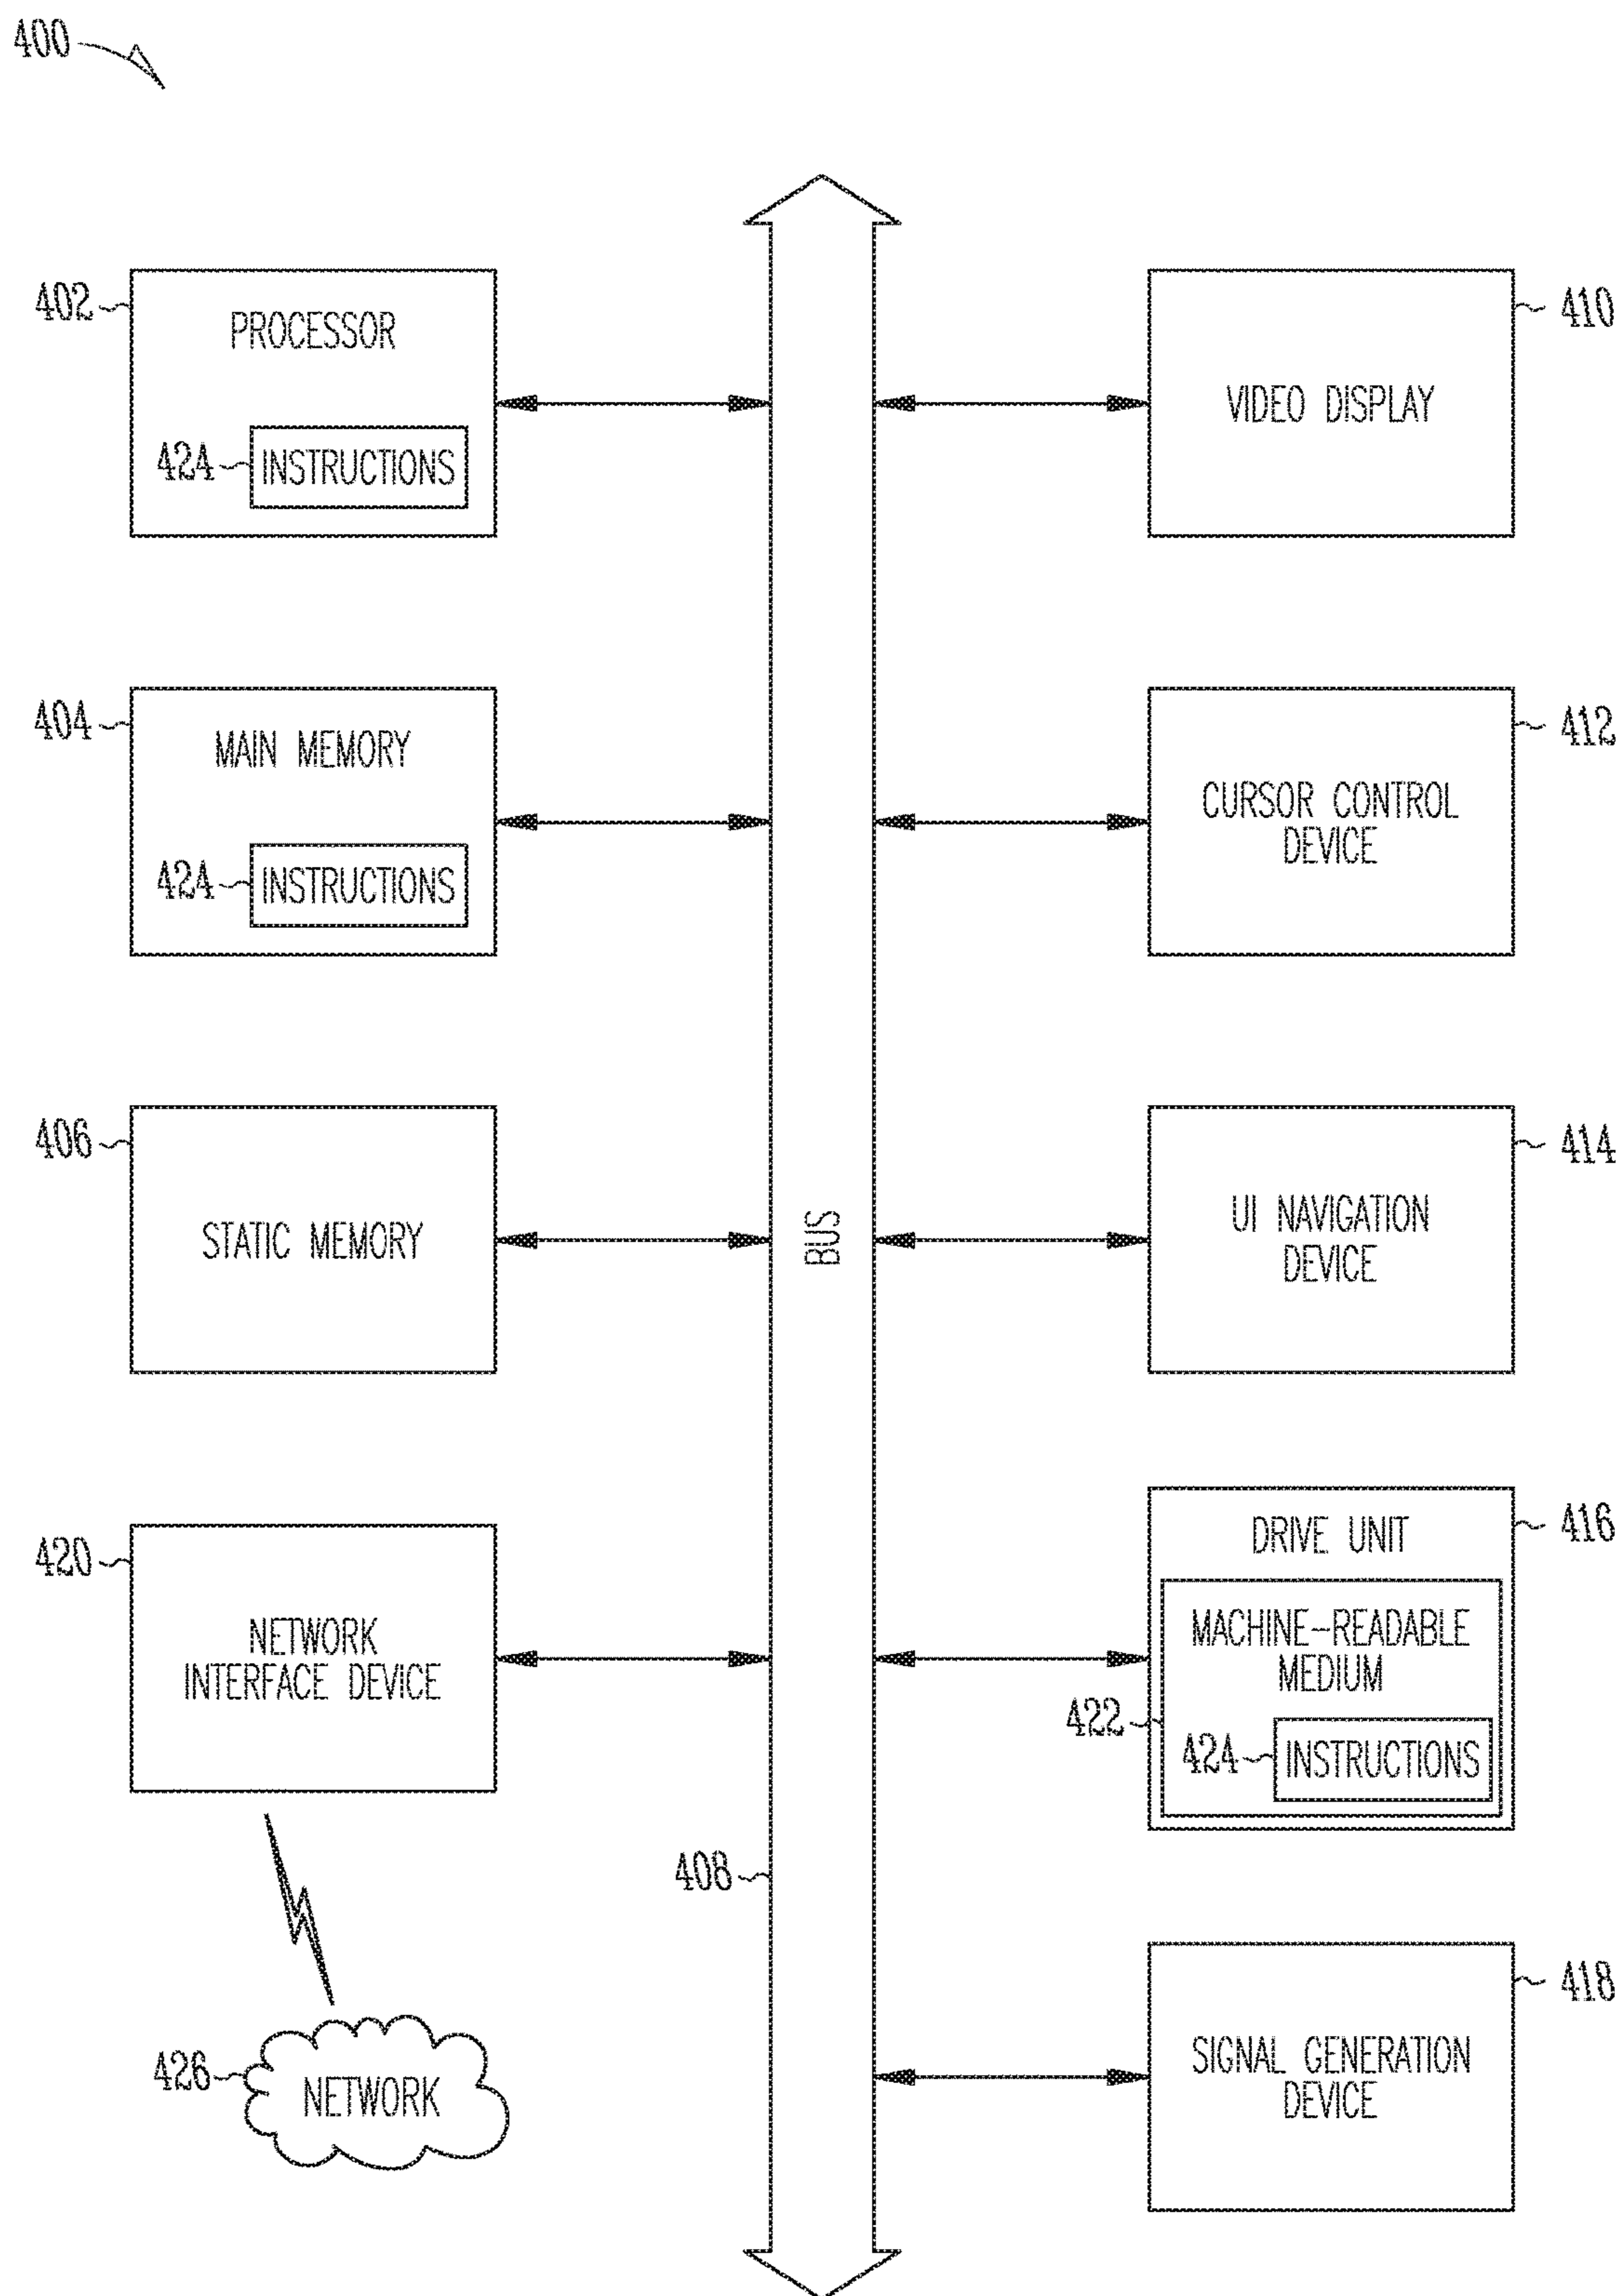 400
402
PROCESSOR
424
INSTRUCTIONS
404
MAIN MEMORY
424
INSTRUCTIONS
406
STATIC MEMORY
420
NETWORK
INTERFACE DEVICE
426
NETWORK
BUS
408
410
VIDEO DISPLAY
412
CURSOR CONTROL
DEVICE
414
UI NAVIGATION
DEVICE
416
DRIVE UNIT
MACHINE-READABLE
MEDIUM
422
424
INSTRUCTIONS
418
SIGNAL GENERATION
DEVICE